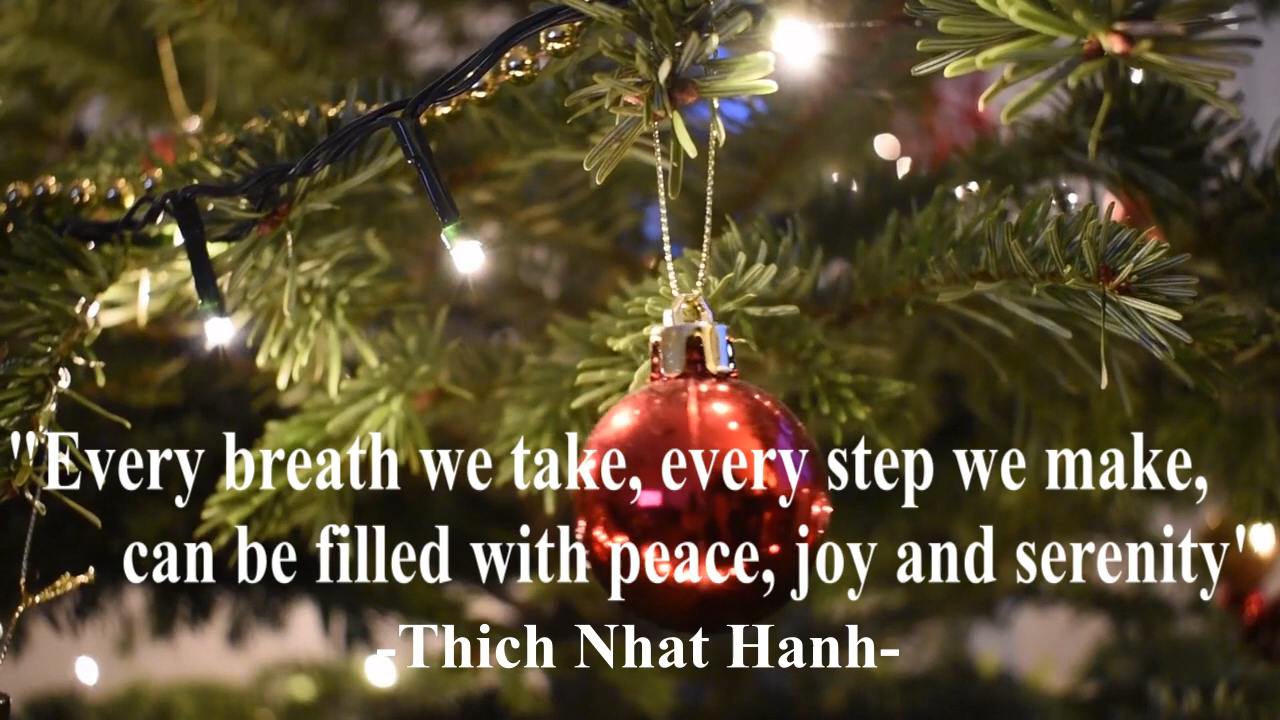 "Every breath we take, every step we make,
can be filled with peace, joy and serenity"
-Thich Nhat Hanh-